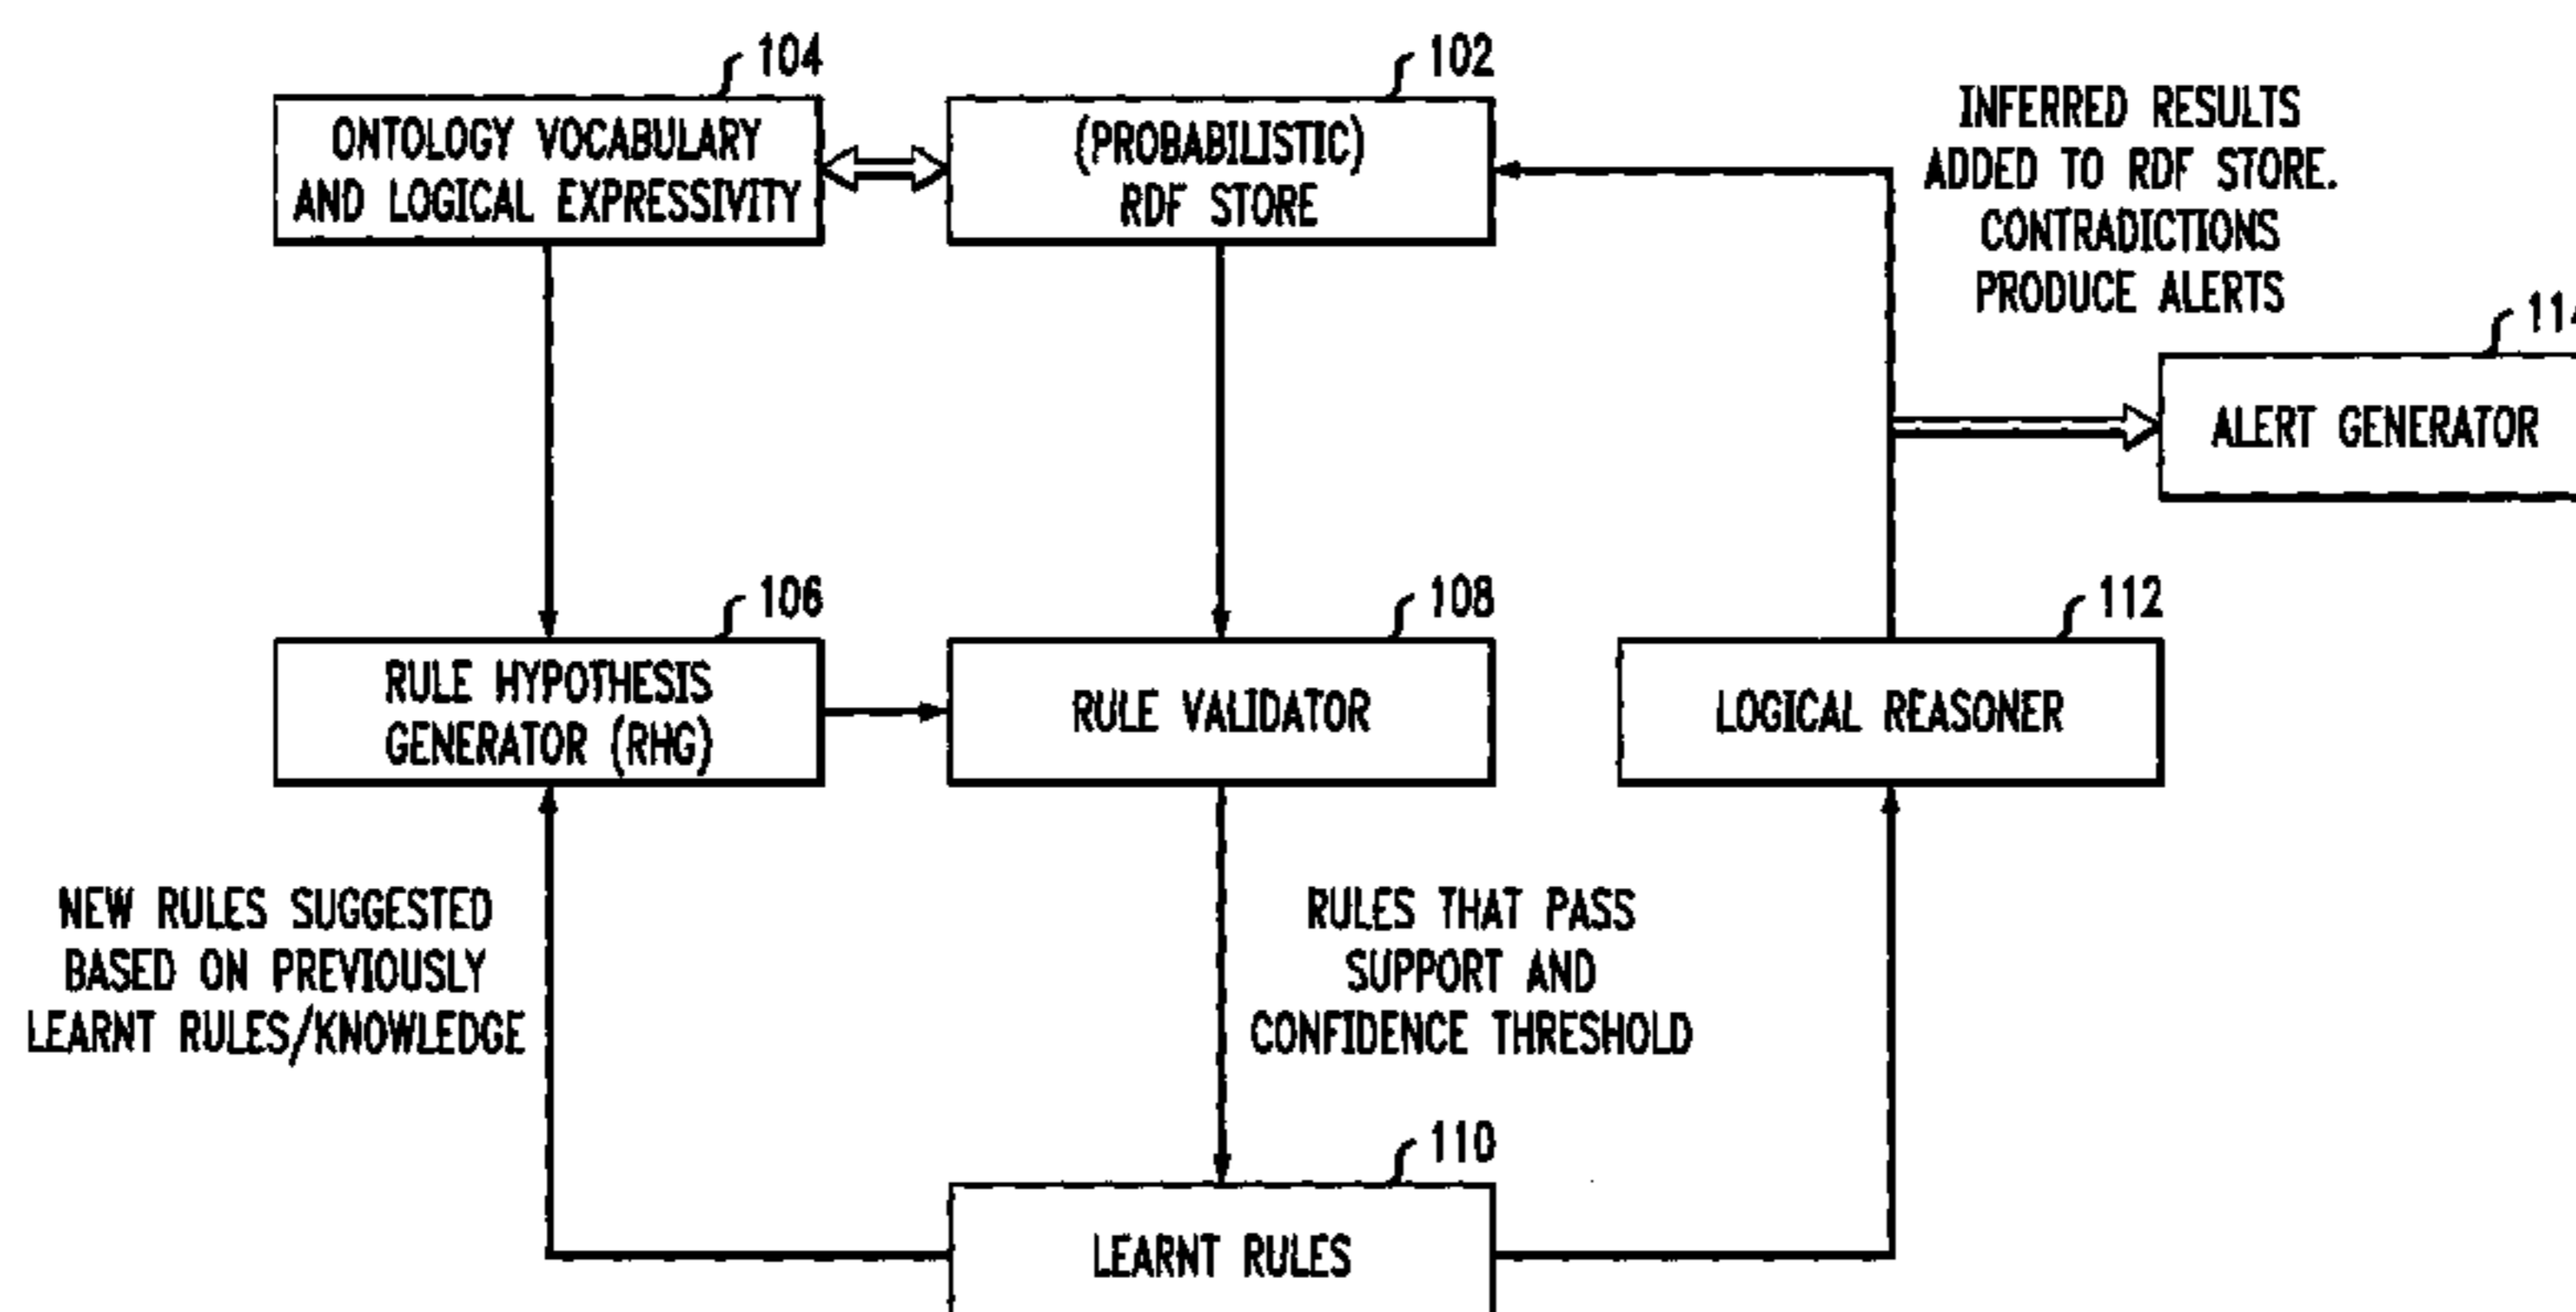 104
102
ONTOLOGY VOCABULARY
AND LOGICAL EXPRESSIVITY
(PROBABILISTIC)
RDF STORE
INFERRED RESULTS
ADDED TO RDF STORE.
CONTRADICTIONS
PRODUCE ALERTS
ALERT GENERATOR
106
108
112
RULE HYPOTHESIS
GENERATOR (RHG)
RULE VALIDATOR
LOGICAL REASONER
NEW RULES SUGGESTED
BASED ON PREVIOUSLY
LEARNT RULES/KNOWLEDGE
RULES THAT PASS
SUPPORT AND
CONFIDENCE THRESHOLD
110
LEARNT RULES